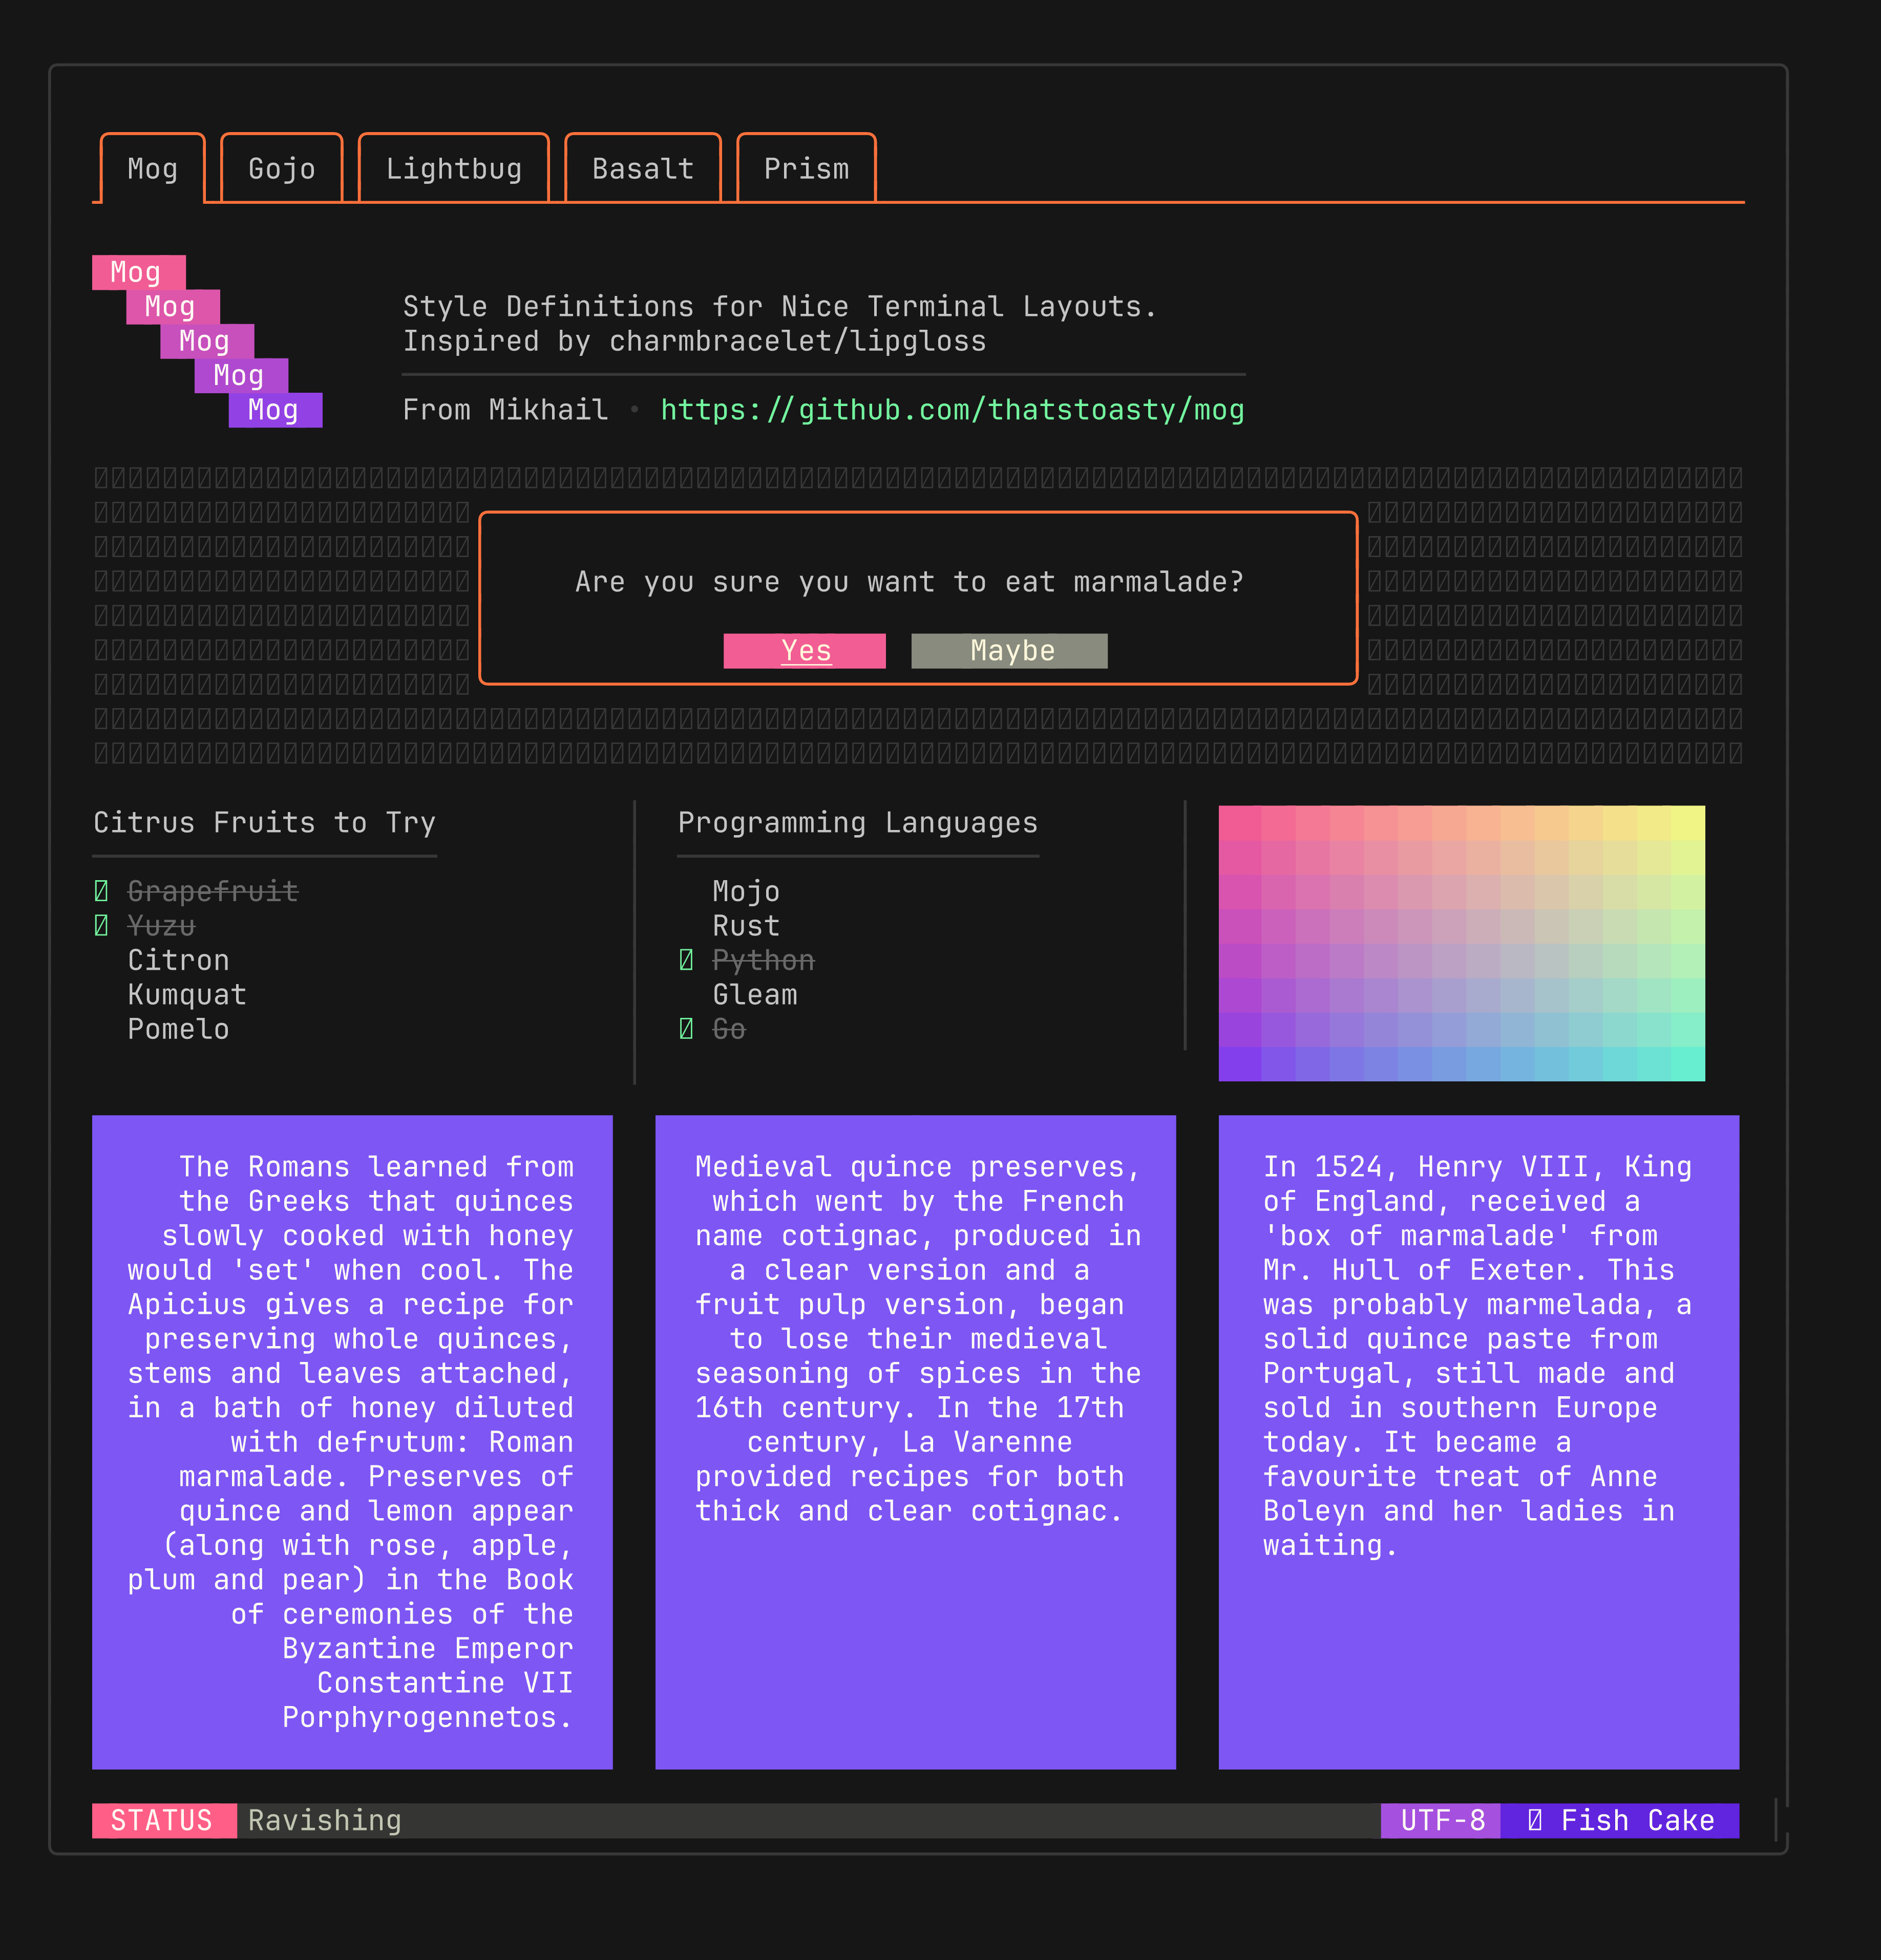 Mog Gojo Lightbug Basalt Prism
Mog
Mog
Mog
Mog
Mog
Style Definitions for Nice Terminal Layouts.
Inspired by charmbracelet/lipgloss
From Mikhail • https://github.com/thatstoasty/mog
Are you sure you want to eat marmalade?
Yes Maybe
Citrus Fruits to Try
Grapefruit
Yuzu
Citron
Kumquat
Pomelo
Programming Languages
Mojo
Rust
Python
Gleam
Go
The Romans learned from
the Greeks that quinces
slowly cooked with honey
would 'set' when cool. The
Apicius gives a recipe for
preserving whole quinces,
stems and leaves attached,
in a bath of honey diluted
with defrutum: Roman
marmalade. Preserves of
quince and lemon appear
(along with rose, apple,
plum and pear) in the Book
of ceremonies of the
Byzantine Emperor
Constantine VII
Porphyrogennetos.
Medieval quince preserves,
which went by the French
name cotignac, produced in
a clear version and a
fruit pulp version, began
to lose their medieval
seasoning of spices in the
16th century. In the 17th
century, La Varenne
provided recipes for both
thick and clear cotignac.
In 1524, Henry VIII, King
of England, received a
'box of marmalade' from
Mr. Hull of Exeter. This
was probably marmelada, a
solid quince paste from
Portugal, still made and
sold in southern Europe
today. It became a
favourite treat of Anne
Boleyn and her ladies in
waiting.
STATUS Ravishing UTF-8 Fish Cake